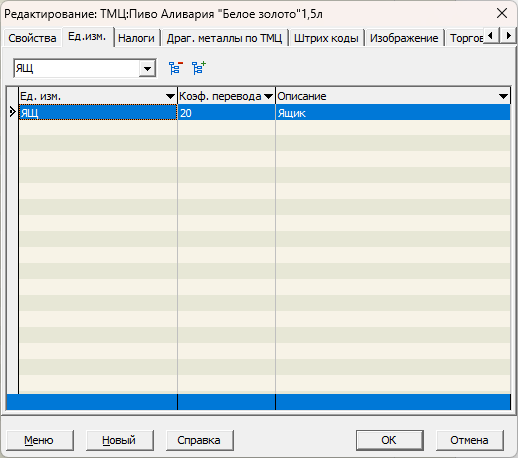 Редактирование: ТМЦ:Пиво Аливария "Белое золото"1,5л
Свойства Ед.изм. Налоги Драг. металлы по ТМЦ Штрих коды Изображение Торгов
ЯЩ
Ед. изм. Коэф. перевода Описание
ЯЩ 20 Ящик
Меню Новый Справка ОК Отмена